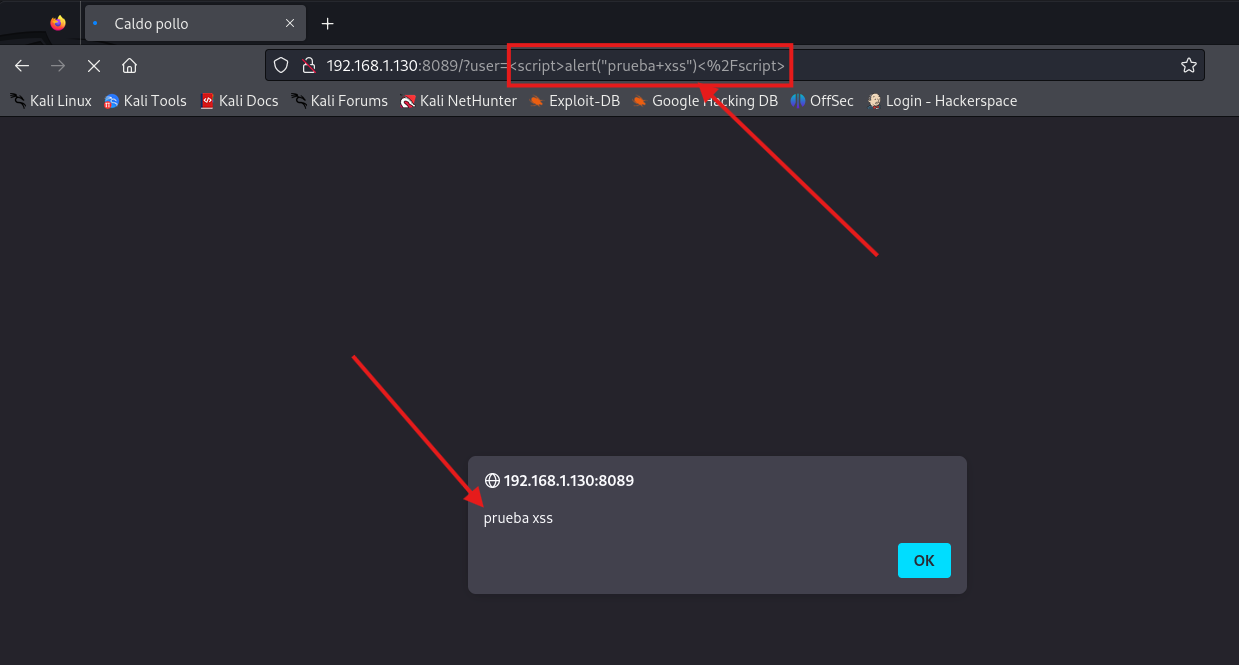 Caldo pollo
192.168.1.130:8089/?user=<script>alert("prueba+xss")<%2Fscript>
Kali Linux Kali Tools Kali Docs Kali Forums Kali NetHunter Exploit-DB Google Hacking DB OffSec Login - Hackerspace
192.168.1.130:8089
prueba xss
OK